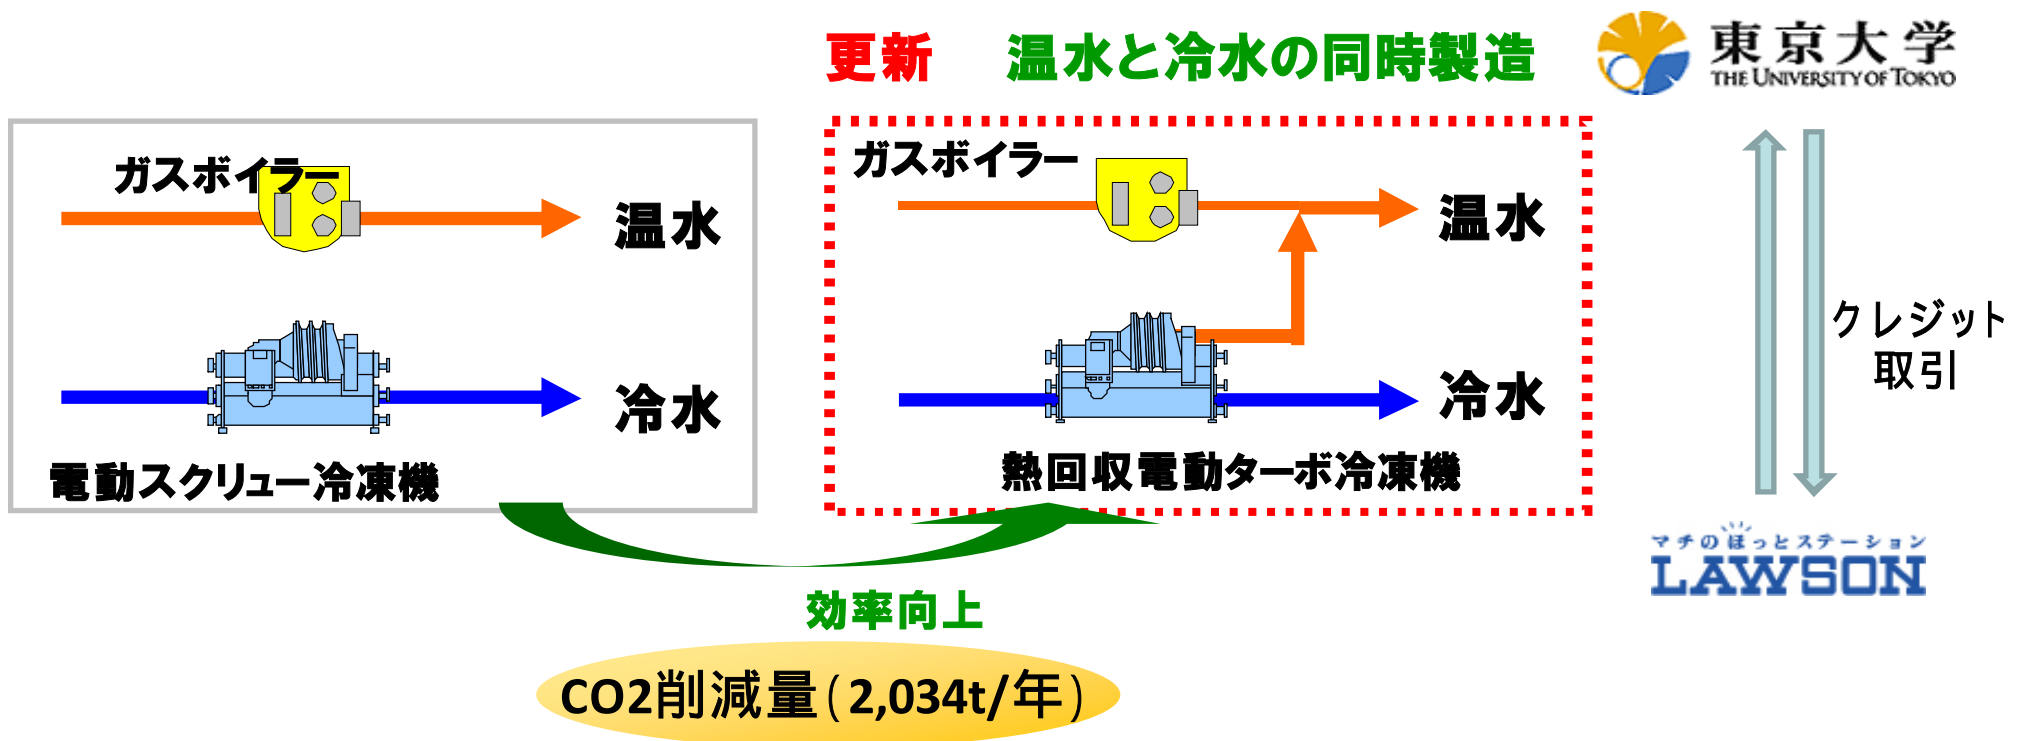 更新 温水と冷水の同時製造
東京大学
THE UNIVERSITY OF TOKYO
ガスボイラー
温水
冷水
電動スクリュー冷凍機
ガスボイラー
温水
冷水
熱回収電動ターボ冷凍機
クレジット
取引
マチのほっとステーション
LAWSON
効率向上
CO2削減量（2,034t/年）